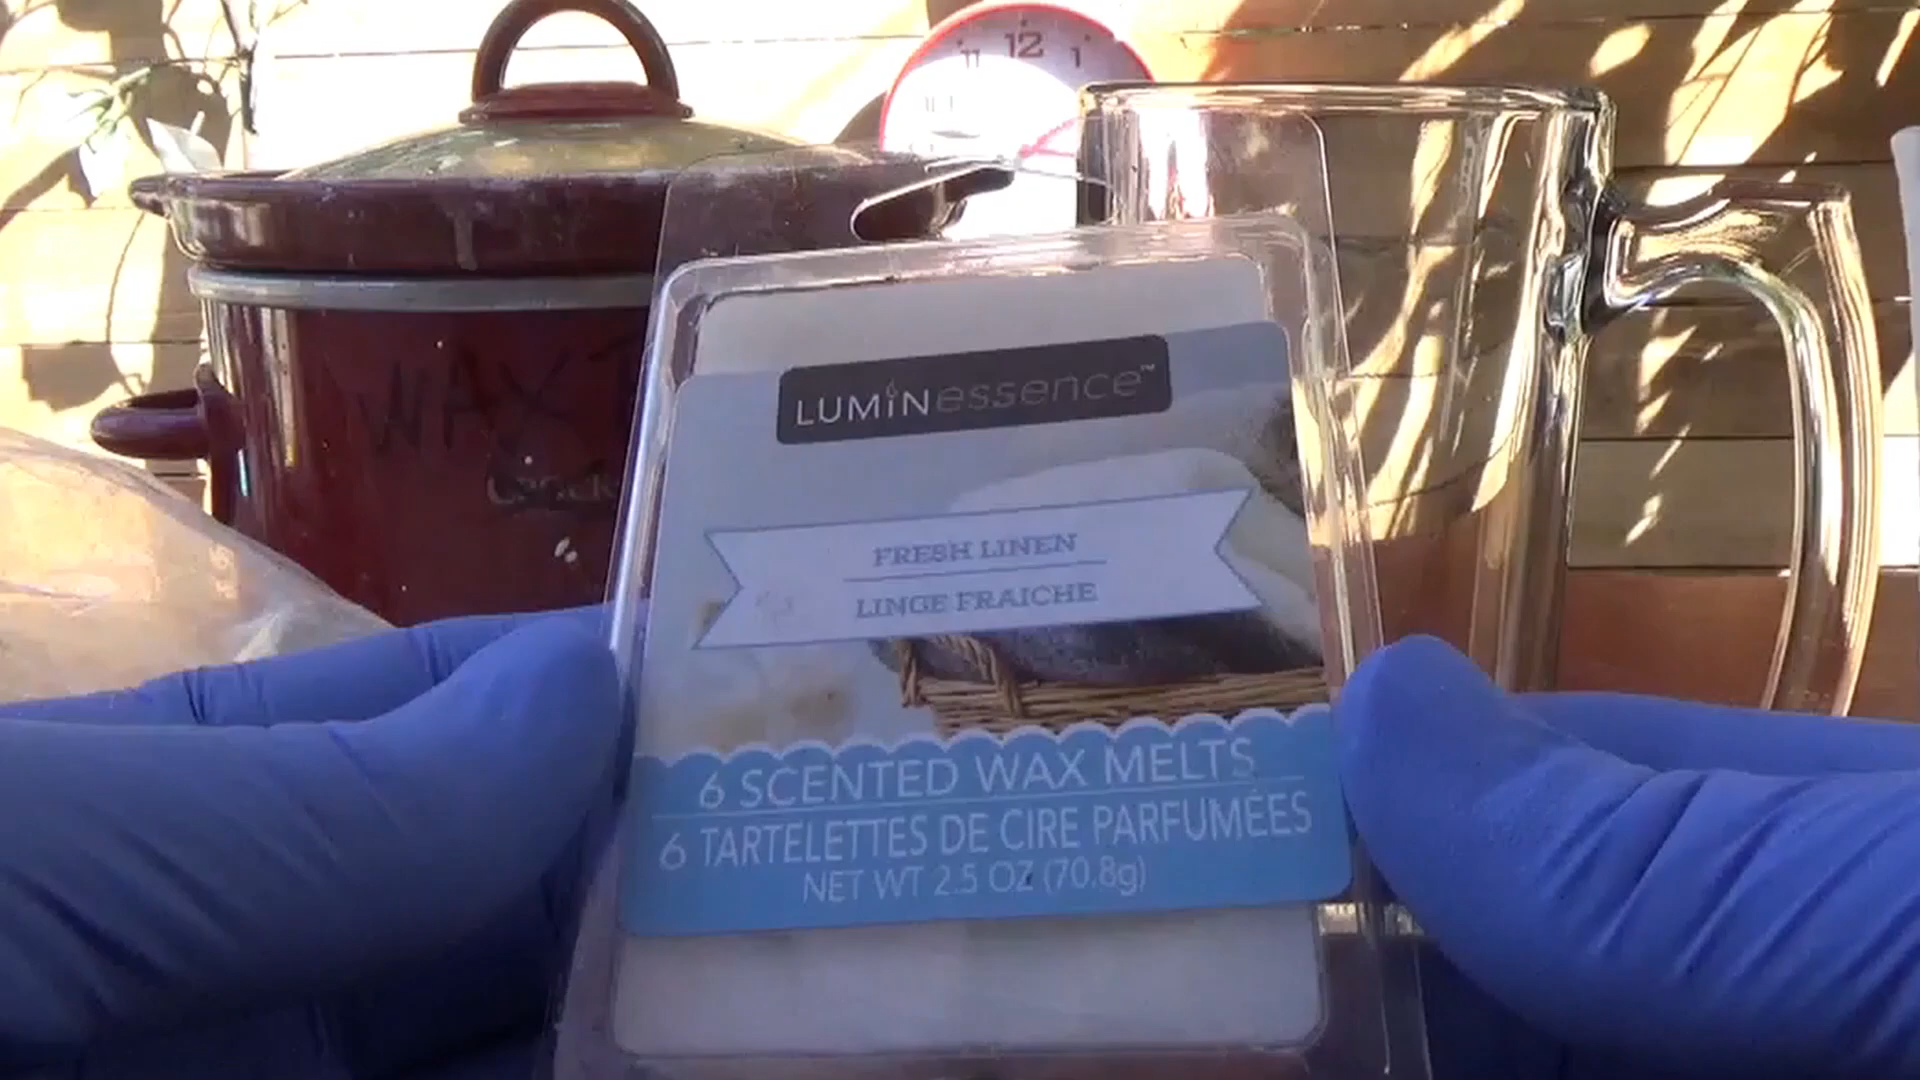 11 12 1
WAX
LUMINessence™
FRESH LINEN
LINGE FRAICHE
6 SCENTED WAX MELTS
6 TARTELETTES DE CIRE PARFUMÉES
NET WT 2.5 OZ (70.8g)